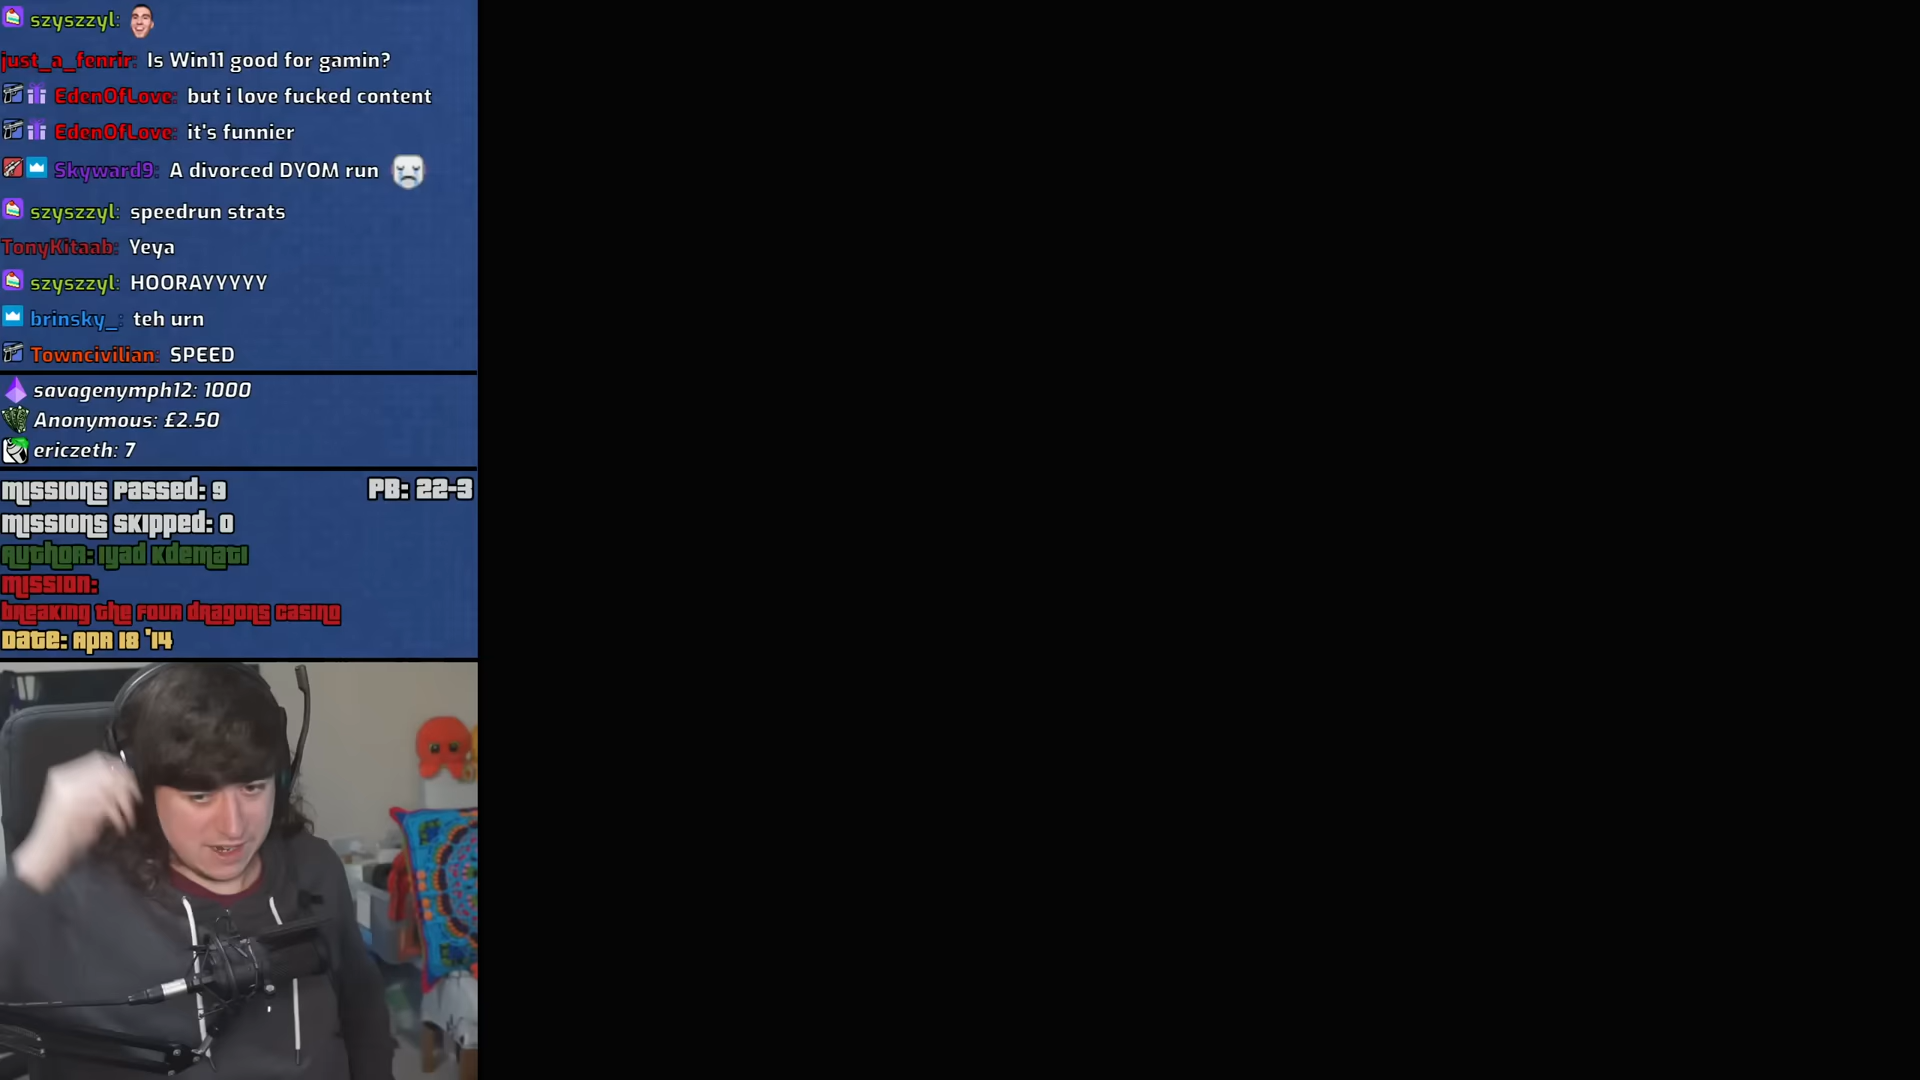 szyszzyl:
just_a_fenrir: Is Win11 good for gamin?
EdenOfLove: but i love fucked content
EdenOfLove: it's funnier
Skyward9: A divorced DYOM run
szyszzyl: speedrun strats
TonyKitaab: Yeya
szyszzyl: HOORAYYYYY
brinsky_: teh urn
Towncivilian: SPEED
savagenymph12: 1000
Anonymous: £2.50
ericzeth: 7
Missions Passed: 9
PB: 22-3
Missions Skipped: 0
Author: Iyad Kdemati
Mission:
Breaking the Four Dragons Casino
Date: Apr 18 '14